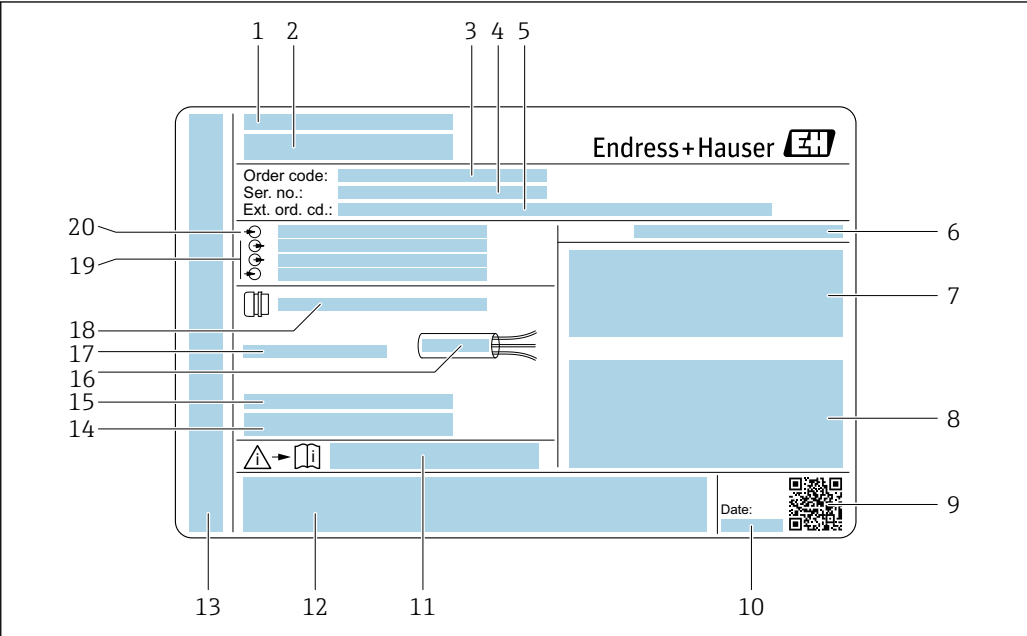 1 2 3 4 5
Endress+Hauser EH
Order code:
Ser. no.:
Ext. ord. cd.:
20
6
19
7
18
17
i
16
15
8
14
i i
9
Date:
13 12 11 10